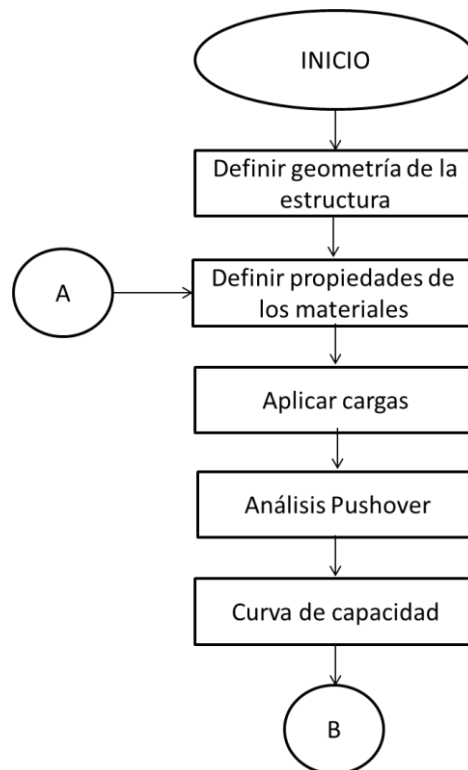 INICIO
Definir geometría de la
estructura
A
Definir propiedades de
los materiales
Aplicar cargas
Análisis Pushover
Curva de capacidad
B